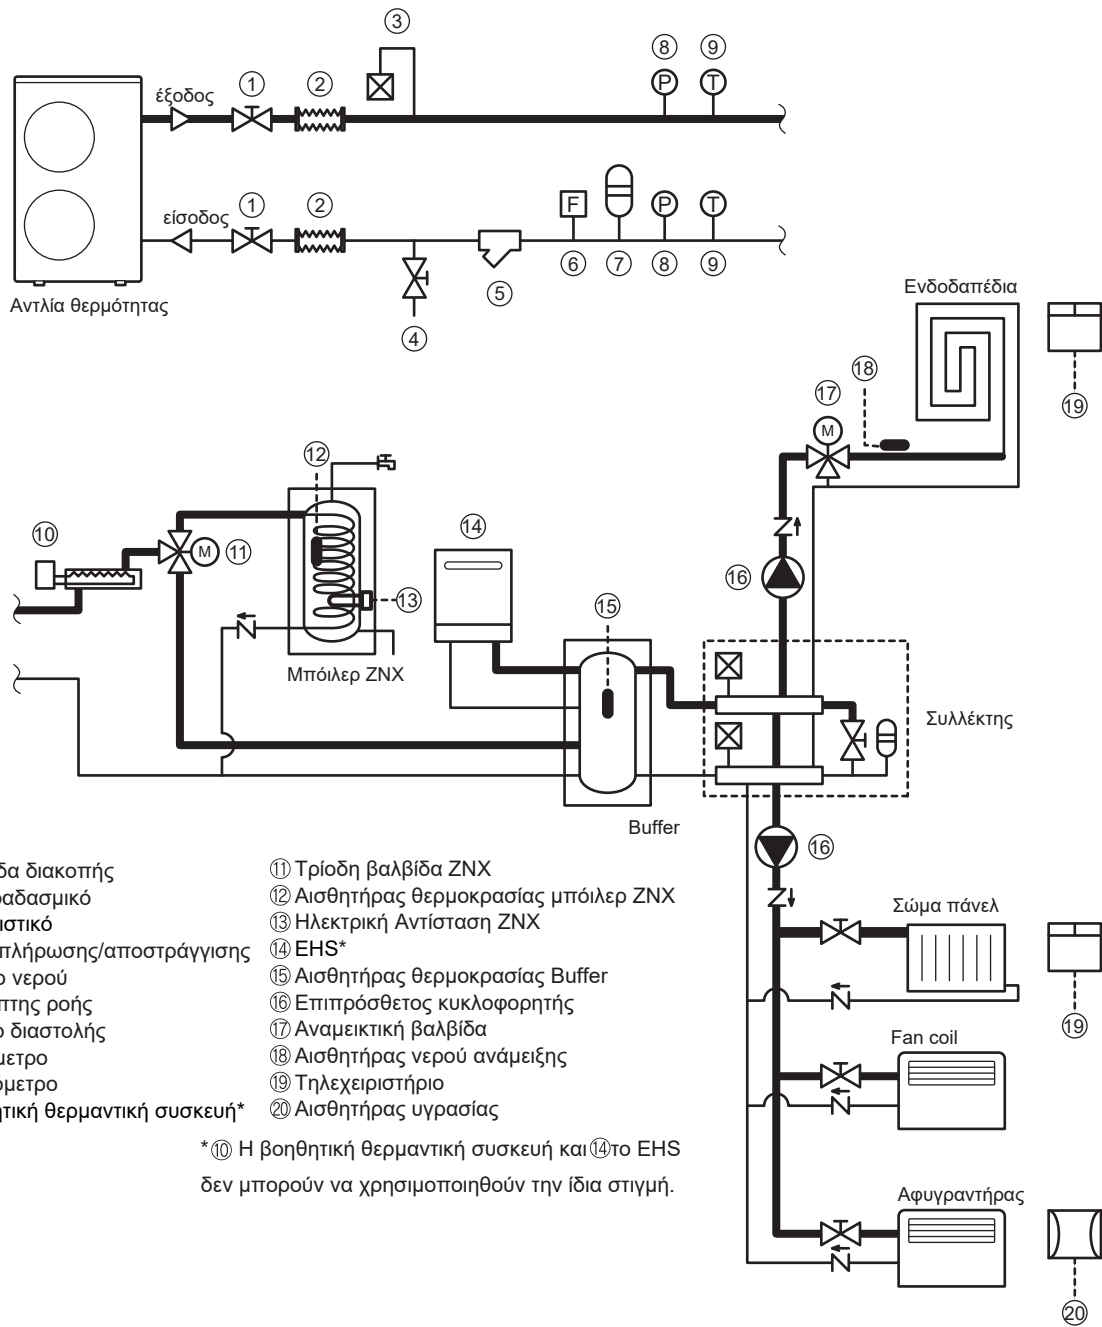 ③
⑧ ⑨
① ②
P T
έξοδος
είσοδος
① ②
F P T
⑥ ⑦ ⑧ ⑨
⑤
④
Αντλία θερμότητας
Ενδοδαπέδια
⑲
⑱
⑰
M
⑫
⑩
M ⑪
⑭
⑬
⑮
⑯
Μπόιλερ ΖΝΧ
Συλλέκτης
Buffer
⑯
δα διακοπής
αδασμικό
ιστικό
πλήρωσης/αποστράγγισης
ο νερού
πτης ροής
ο διαστολής
μετρο
όμετρο
ητική θερμαντική συσκευή*
⑪ Τρίοδη βαλβίδα ΖΝΧ
⑫ Αισθητήρας θερμοκρασίας μπόιλερ ΖΝΧ
⑬ Ηλεκτρική Αντίσταση ΖΝΧ
⑭ EHS*
⑮ Αισθητήρας θερμοκρασίας Buffer
⑯ Επιπρόσθετος κυκλοφορητής
⑰ Αναμεικτική βαλβίδα
⑱ Αισθητήρας νερού ανάμειξης
⑲ Τηλεχειριστήριο
⑳ Αισθητήρας υγρασίας
* ⑩ Η βοηθητική θερμαντική συσκευή και ⑭ το EHS
δεν μπορούν να χρησιμοποιηθούν την ίδια στιγμή.
Σώμα πάνελ
⑲
Fan coil
Αφυγραντήρας
⑳